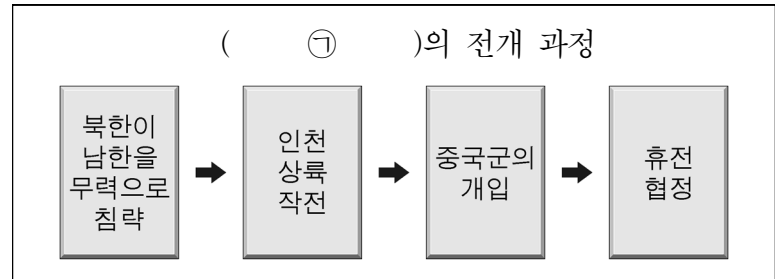 ( ㉠ )의 전개 과정
북한이
남한을
무력으로
침략
➡
인천
상륙
작전
➡
중국군의
개입
➡
휴전
협정